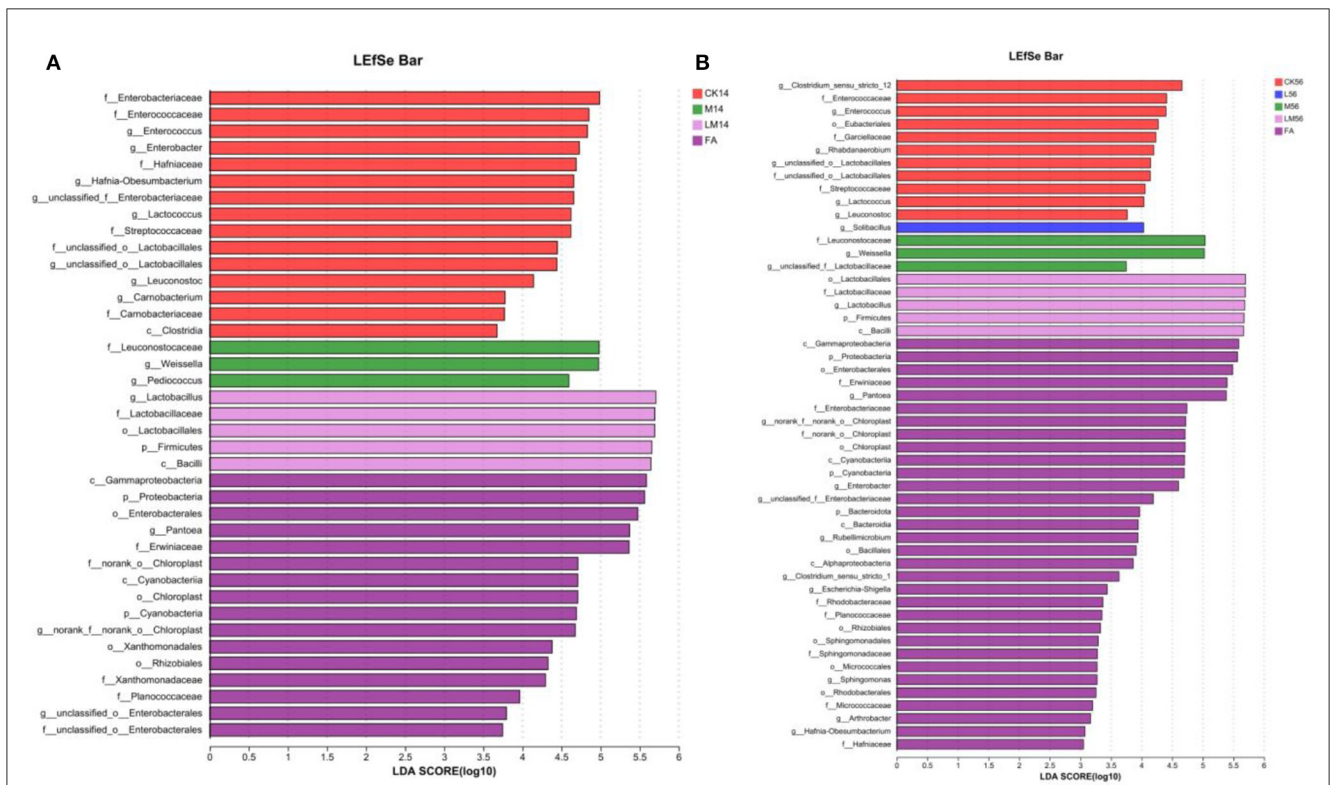 A
LEfSe Bar
f__Enterobacteriaceae
f__Enterococcaceae
g__Enterococcus
g__Enterobacter
f__Hafniaceae
g__Hafnia-Obesumbacterium
g__unclassified_f__Enterobacteriaceae
g__Lactococcus
f__Streptococcaceae
f__unclassified_o__Lactobacillales
g__unclassified_o__Lactobacillales
g__Leuconostoc
g__Carnobacterium
f__Carnobacteriaceae
c__Clostridia
f__Leuconostocaceae
g__Weissella
g__Pediococcus
g__Lactobacillus
f__Lactobacillaceae
o__Lactobacillales
p__Firmicutes
c__Bacilli
c__Gammaproteobacteria
p__Proteobacteria
o__Enterobacterales
g__Pantoea
f__Erwiniaceae
f__norank_o__Chloroplast
c__Cyanobacteriia
o__Chloroplast
p__Cyanobacteria
g__norank_f__norank_o__Chloroplast
o__Xanthomonadales
o__Rhizobiales
f__Xanthomonadaceae
f__Planococcaceae
g__unclassified_o__Enterobacterales
f__unclassified_o__Enterobacterales
0 0.5 1 1.5 2 2.5 3 3.5 4 4.5 5 5.5 6
LDA SCORE(log10)
CK14
M14
LM14
FA
B
LEfSe Bar
g__Clostridium_sensu_stricto_12
f__Enterococcaceae
g__Enterococcus
o__Eubacteriales
f__Garciellaceae
g__Rhabdanaerobium
g__unclassified_o__Lactobacillales
f__unclassified_o__Lactobacillales
f__Streptococcaceae
g__Lactococcus
g__Leuconostoc
g__Solibacillus
f__Leuconostocaceae
g__Weissella
g__unclassified_f__Lactobacillaceae
o__Lactobacillales
f__Lactobacillaceae
g__Lactobacillus
p__Firmicutes
c__Bacilli
c__Gammaproteobacteria
p__Proteobacteria
o__Enterobacterales
f__Erwiniaceae
g__Pantoea
f__Enterobacteriaceae
g__norank_f__norank_o__Chloroplast
f__norank_o__Chloroplast
o__Chloroplast
c__Cyanobacteriia
p__Cyanobacteria
g__Enterobacter
g__unclassified_f__Enterobacteriaceae
p__Bacteroidota
c__Bacteroidia
g__Rubellimicrobium
o__Bacillales
c__Alphaproteobacteria
g__Clostridium_sensu_stricto_1
g__Escherichia-Shigella
f__Rhodobacteraceae
f__Planococcaceae
o__Rhizobiales
o__Sphingomonadales
f__Sphingomonadaceae
o__Micrococcales
g__Sphingomonas
o__Rhodobacterales
f__Micrococcaceae
g__Arthrobacter
g__Hafnia-Obesumbacterium
f__Hafniaceae
0 0.5 1 1.5 2 2.5 3 3.5 4 4.5 5 5.5 6
LDA SCORE(log10)
CK56
L56
M56
LM56
FA